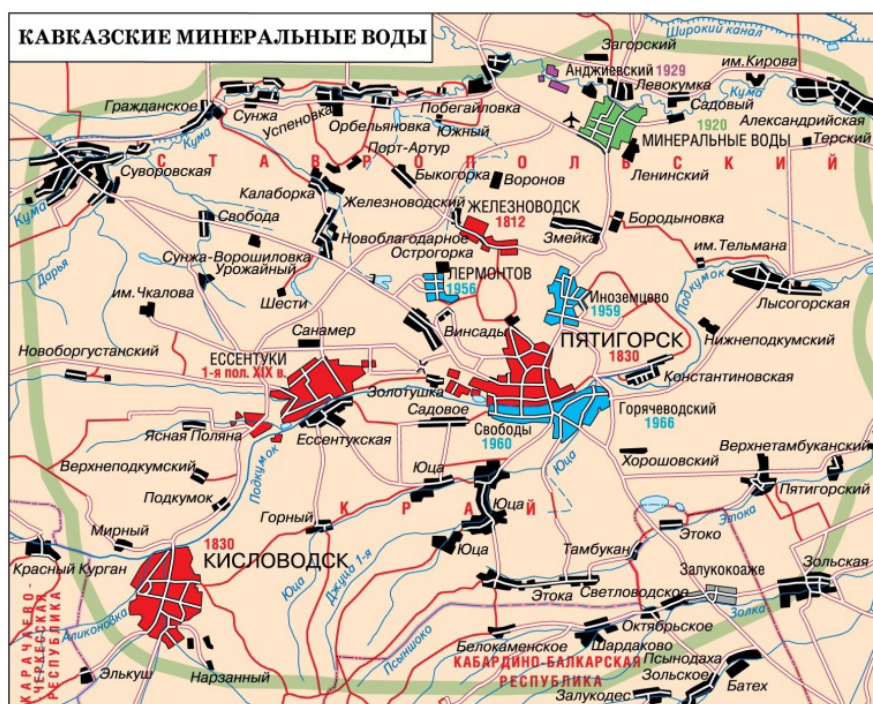 КАВКАЗСКИЕ МИНЕРАЛЬНЫЕ ВОДЫ
Широкий канал
Загорский
Анджиевский 1929
им.Кирова
Левокумка
Кума
Садовый
Александрийская
1920
МИНЕРАЛЬНЫЕ ВОДЫ
Терский
Гражданское
Сунжа
Успеновка
Орбельяновка
Побегайловка
Южный
Кума
Порт-Артур
СТАВРОПОЛЬСКИЙ
Суворовская
Быкогорка
Воронов
Ленинский
Калаборка
Железноводский
ЖЕЛЕЗНОВОДСК
1812
Кума
Свобода
Змейка
Бородыновка
Новоблагодарное
Острогорка
им.Тельмана
Сунжа-Ворошиловка
Урожайный
ЛЕРМОНТОВ
1956
Дарья
Подкумок
Лысогорская
им.Чкалова
Шести
Иноземцево
1959
Санамер
Винсады
ПЯТИГОРСК
1830
Нижнеподкумский
Новоборгустанский
ЕССЕНТУКИ
1-я пол. XIX в.
Золотушка
Константиновская
Садовое
Свободы
1960
Горячеводский
1966
Ясная Поляна
Ессентукская
Подкумок
Юца
Верхнеподкумский
Юца
Хорошовский
Верхнетамбуканский
Подкумок
КРАЙ
Юца
Пятигорский
Мирный
Горный
Этока
Этоко
1830
КИСЛОВОДСК
Юца
Тамбукан
Красный Курган
Джуца 1-я
Юца
Залукокоаже
Зольская
Этока
Светловодское
Золка
Аликоновка
Псыншоко
Октябрьское
Белокаменское
Шардаково
КАРАЧАЕВО-
ЧЕРКЕССКАЯ
РЕСПУБЛИКА
КАБАРДИНО-БАЛКАРСКАЯ
РЕСПУБЛИКА
Псынодаха
Элькуш
Нарзанный
Зольское
Батех
Залукодес